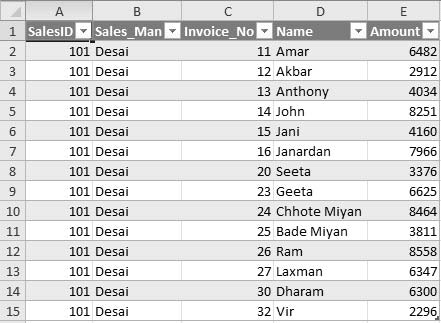 A B C D E
1 SalesID Sales_Man Invoice_No Name Amount
2 101 Desai 11 Amar 6482
3 101 Desai 12 Akbar 2912
4 101 Desai 13 Anthony 4034
5 101 Desai 14 John 8251
6 101 Desai 15 Jani 4160
7 101 Desai 16 Janardan 7966
8 101 Desai 20 Seeta 3376
9 101 Desai 23 Geeta 6625
10 101 Desai 24 Chhote Miyan 8464
11 101 Desai 25 Bade Miyan 3811
12 101 Desai 26 Ram 8558
13 101 Desai 27 Laxman 6347
14 101 Desai 30 Dharam 6300
15 101 Desai 32 Vir 2296